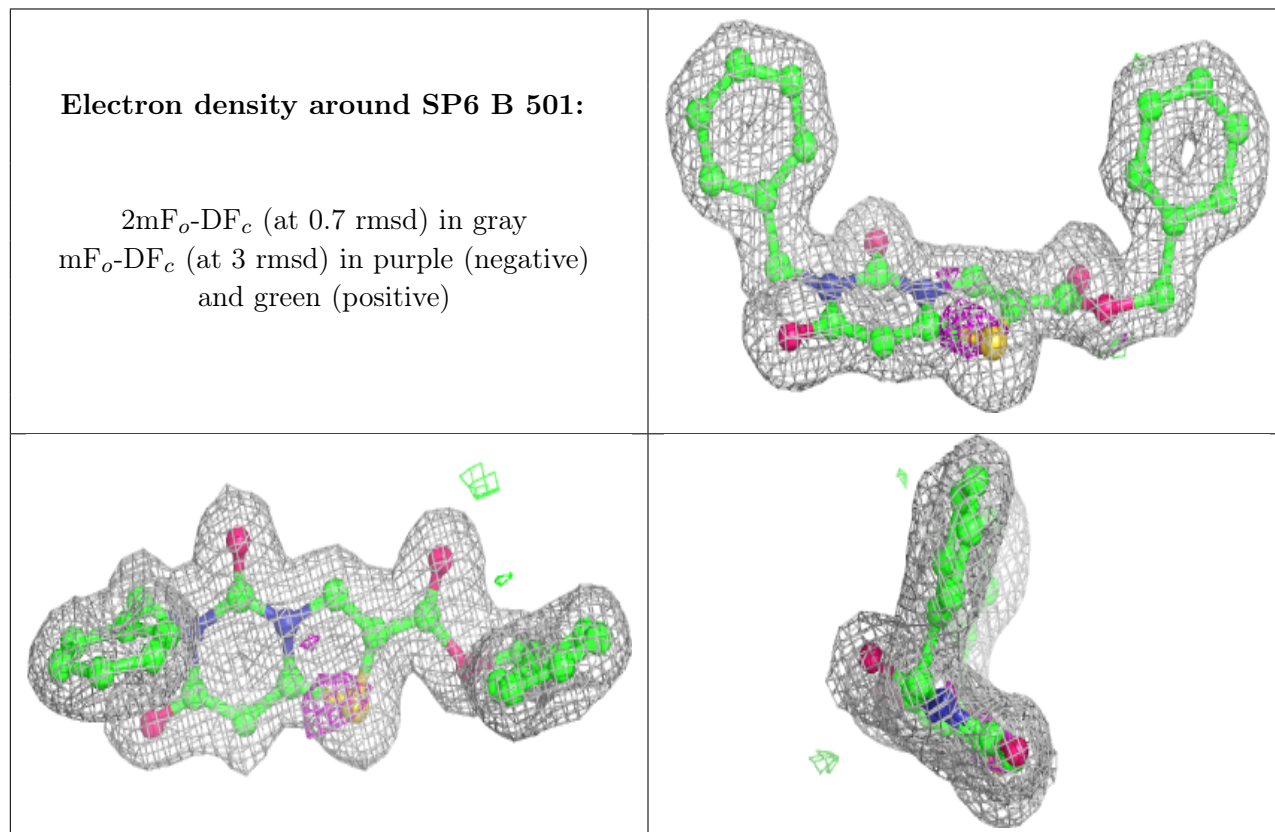 Electron density around SP6 B 501:
2mFo-DFc (at 0.7 rmsd) in gray
mFo-DFc (at 3 rmsd) in purple (negative)
and green (positive)